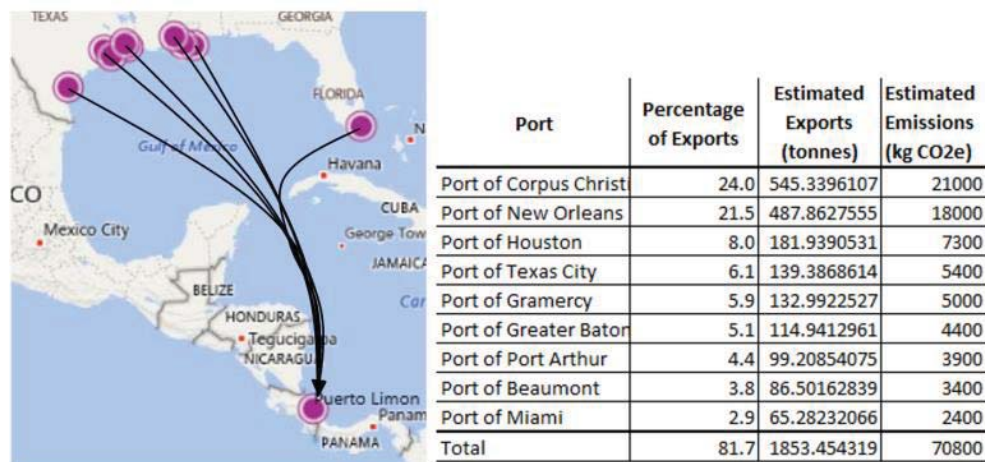 TEXAS
GEORGIA
FLORIDA
Gulf of Mexico
Havana
CO
CUBA
Mexico City
George Tow
JAMAICA
BELIZE
HONDURAS
Tegucigalpa
NICARAGUA
Puerto Limon
Panam
PANAMA
Port Percentage of Exports Estimated Exports (tonnes) Estimated Emissions (kg CO2e)
Port of Corpus Christi 24.0 545.3396107 21000
Port of New Orleans 21.5 487.8627555 18000
Port of Houston 8.0 181.9390531 7300
Port of Texas City 6.1 139.3868614 5400
Port of Gramercy 5.9 132.9922527 5000
Port of Greater Baton 5.1 114.9412961 4400
Port of Port Arthur 4.4 99.20854075 3900
Port of Beaumont 3.8 86.50162839 3400
Port of Miami 2.9 65.28232066 2400
Total 81.7 1853.454319 70800